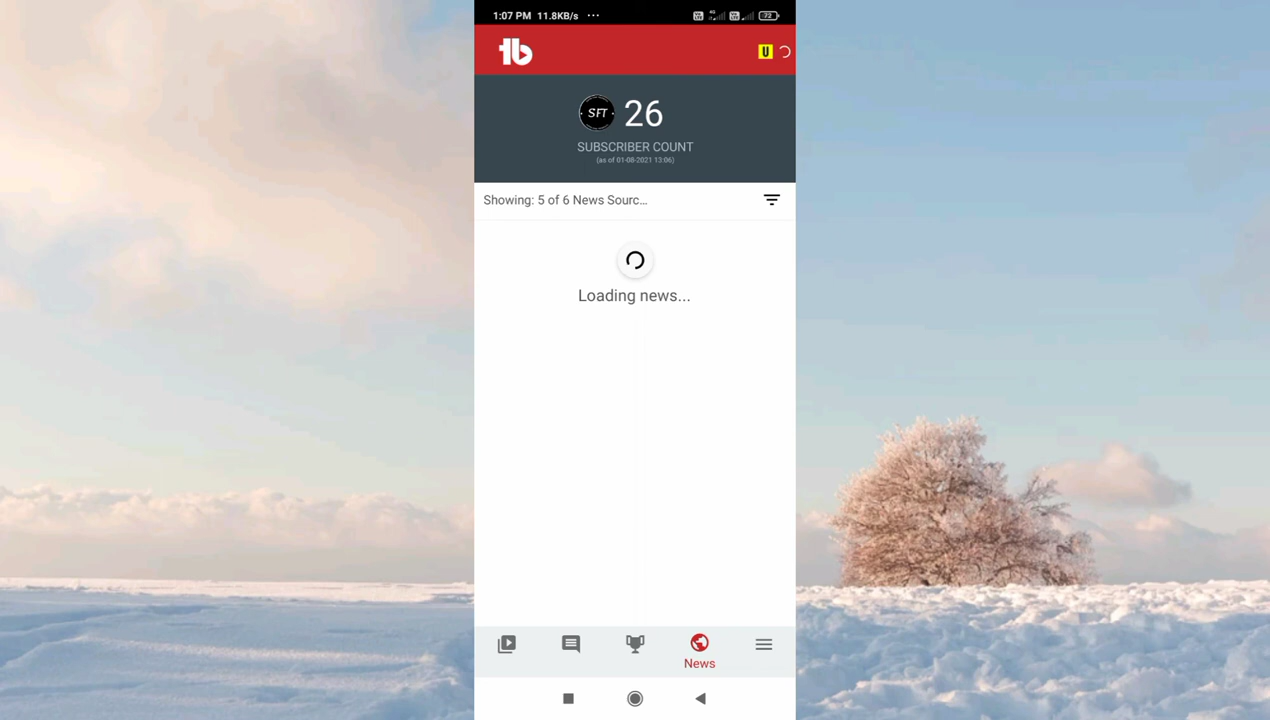 1:07 PM 11.8KB/s ···
72
U
SFT 26
SUBSCRIBER COUNT
(as of 01-08-2021 13:06)
Showing: 5 of 6 News Sourc...
Loading news...
News